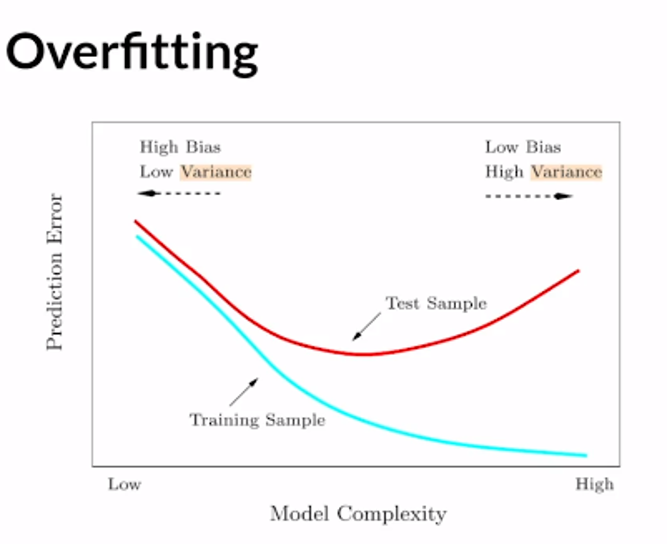 Overfitting
High Bias
Low Variance
Low Bias
High Variance
Prediction Error
Test Sample
Training Sample
Low
High
Model Complexity